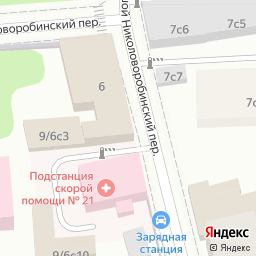 воробинский пер.
ой Николоворобинский пер.
7с6
7с5
7с7
7с
6
9/6с3
Подстанция
скорой
помощи № 21
9/6с10
Зарядная
станция
Яндекс